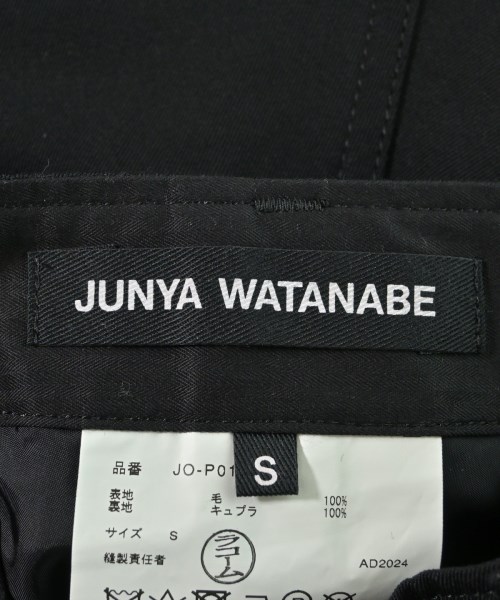 JUNYA WATANABE
S
品番 JO-P01
表地 毛 100%
裏地 キュプラ 100%
サイズ S
縫製責任者 ラコーム AD2024